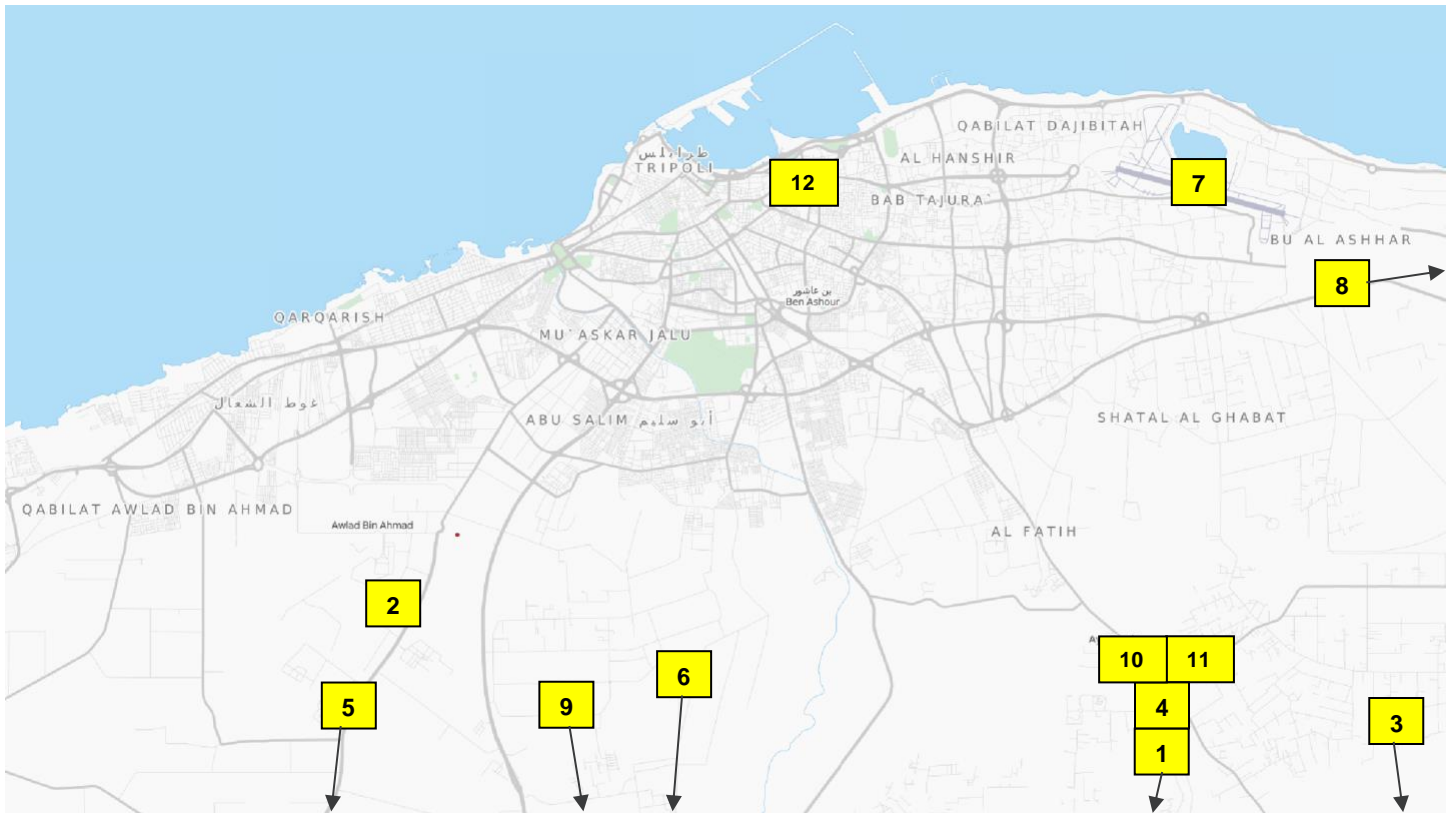 QABILAT DAJIBITAH
طرابلس
TRIPOLI
AL HANSHIR
12
7
BAB TAJURA`
BU AL ASHHAR
8
بن عاشور
Ben Ashour
QARQARISH
MU`ASKAR JALU
غوط الشعال
ABU SALIM أبو سليم
SHATAL AL GHABAT
QABILAT AWLAD BIN AHMAD
Awlad Bin Ahmad
AL FATIH
2
10
11
6
5
9
4
3
1